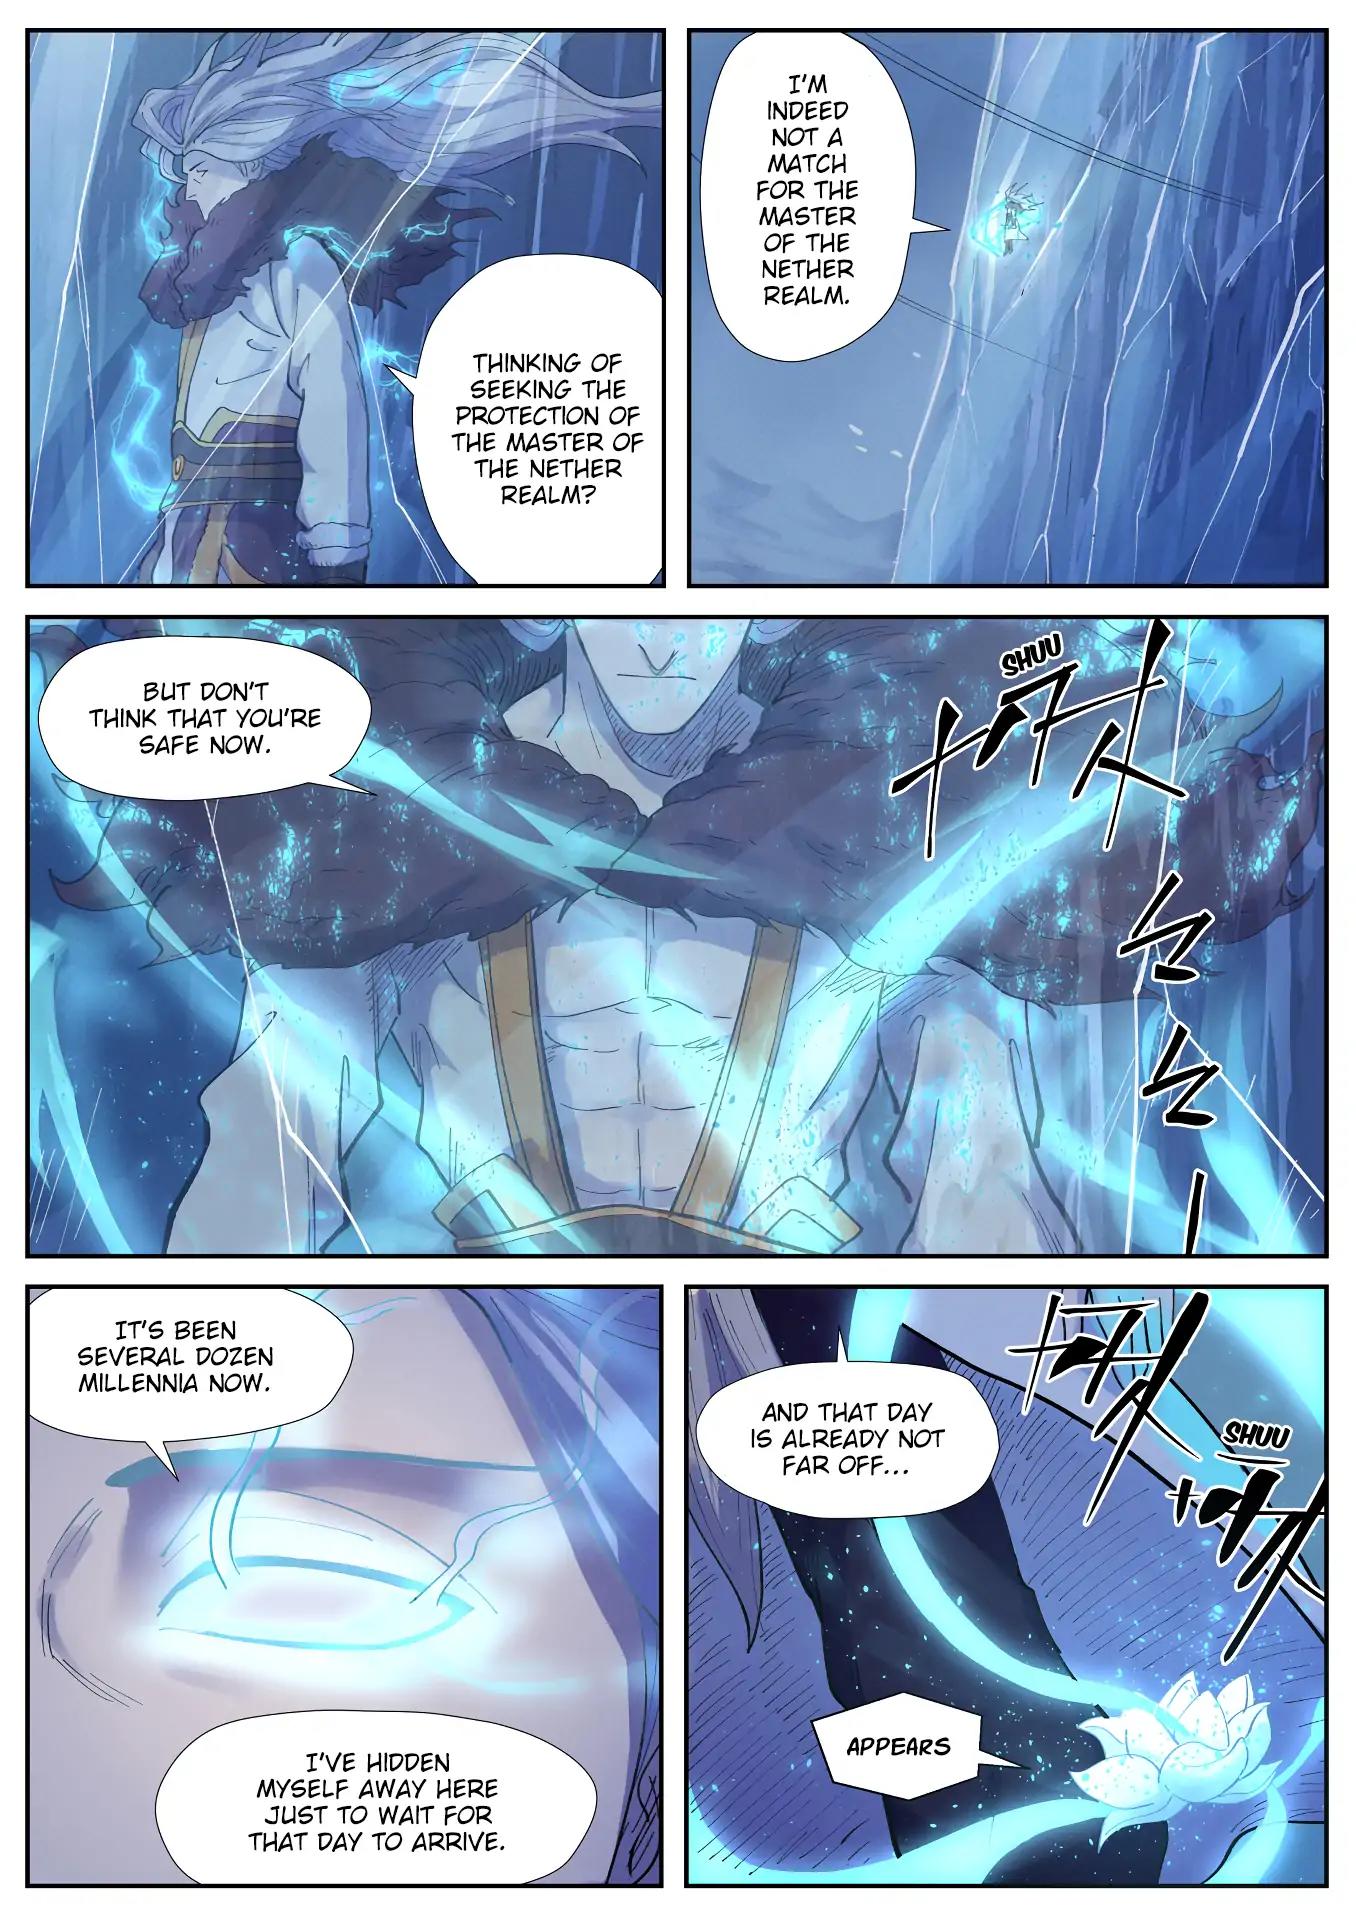 THINKING OF
SEEKING THE
PROTECTION OF
THE MASTER OF
THE NETHER
REALM?
I'M
INDEED
NOT A
MATCH
FOR THE
MASTER
OF THE
NETHER
REALM.
BUT DON'T
THINK THAT YOU'RE
SAFE NOW.
SHUU
IT'S BEEN
SEVERAL DOZEN
MILLENNIA NOW.
I'VE HIDDEN
MYSELF AWAY HERE
JUST TO WAIT FOR
THAT DAY TO ARRIVE.
AND THAT DAY
IS ALREADY NOT
FAR OFF...
SHUU
APPEARS